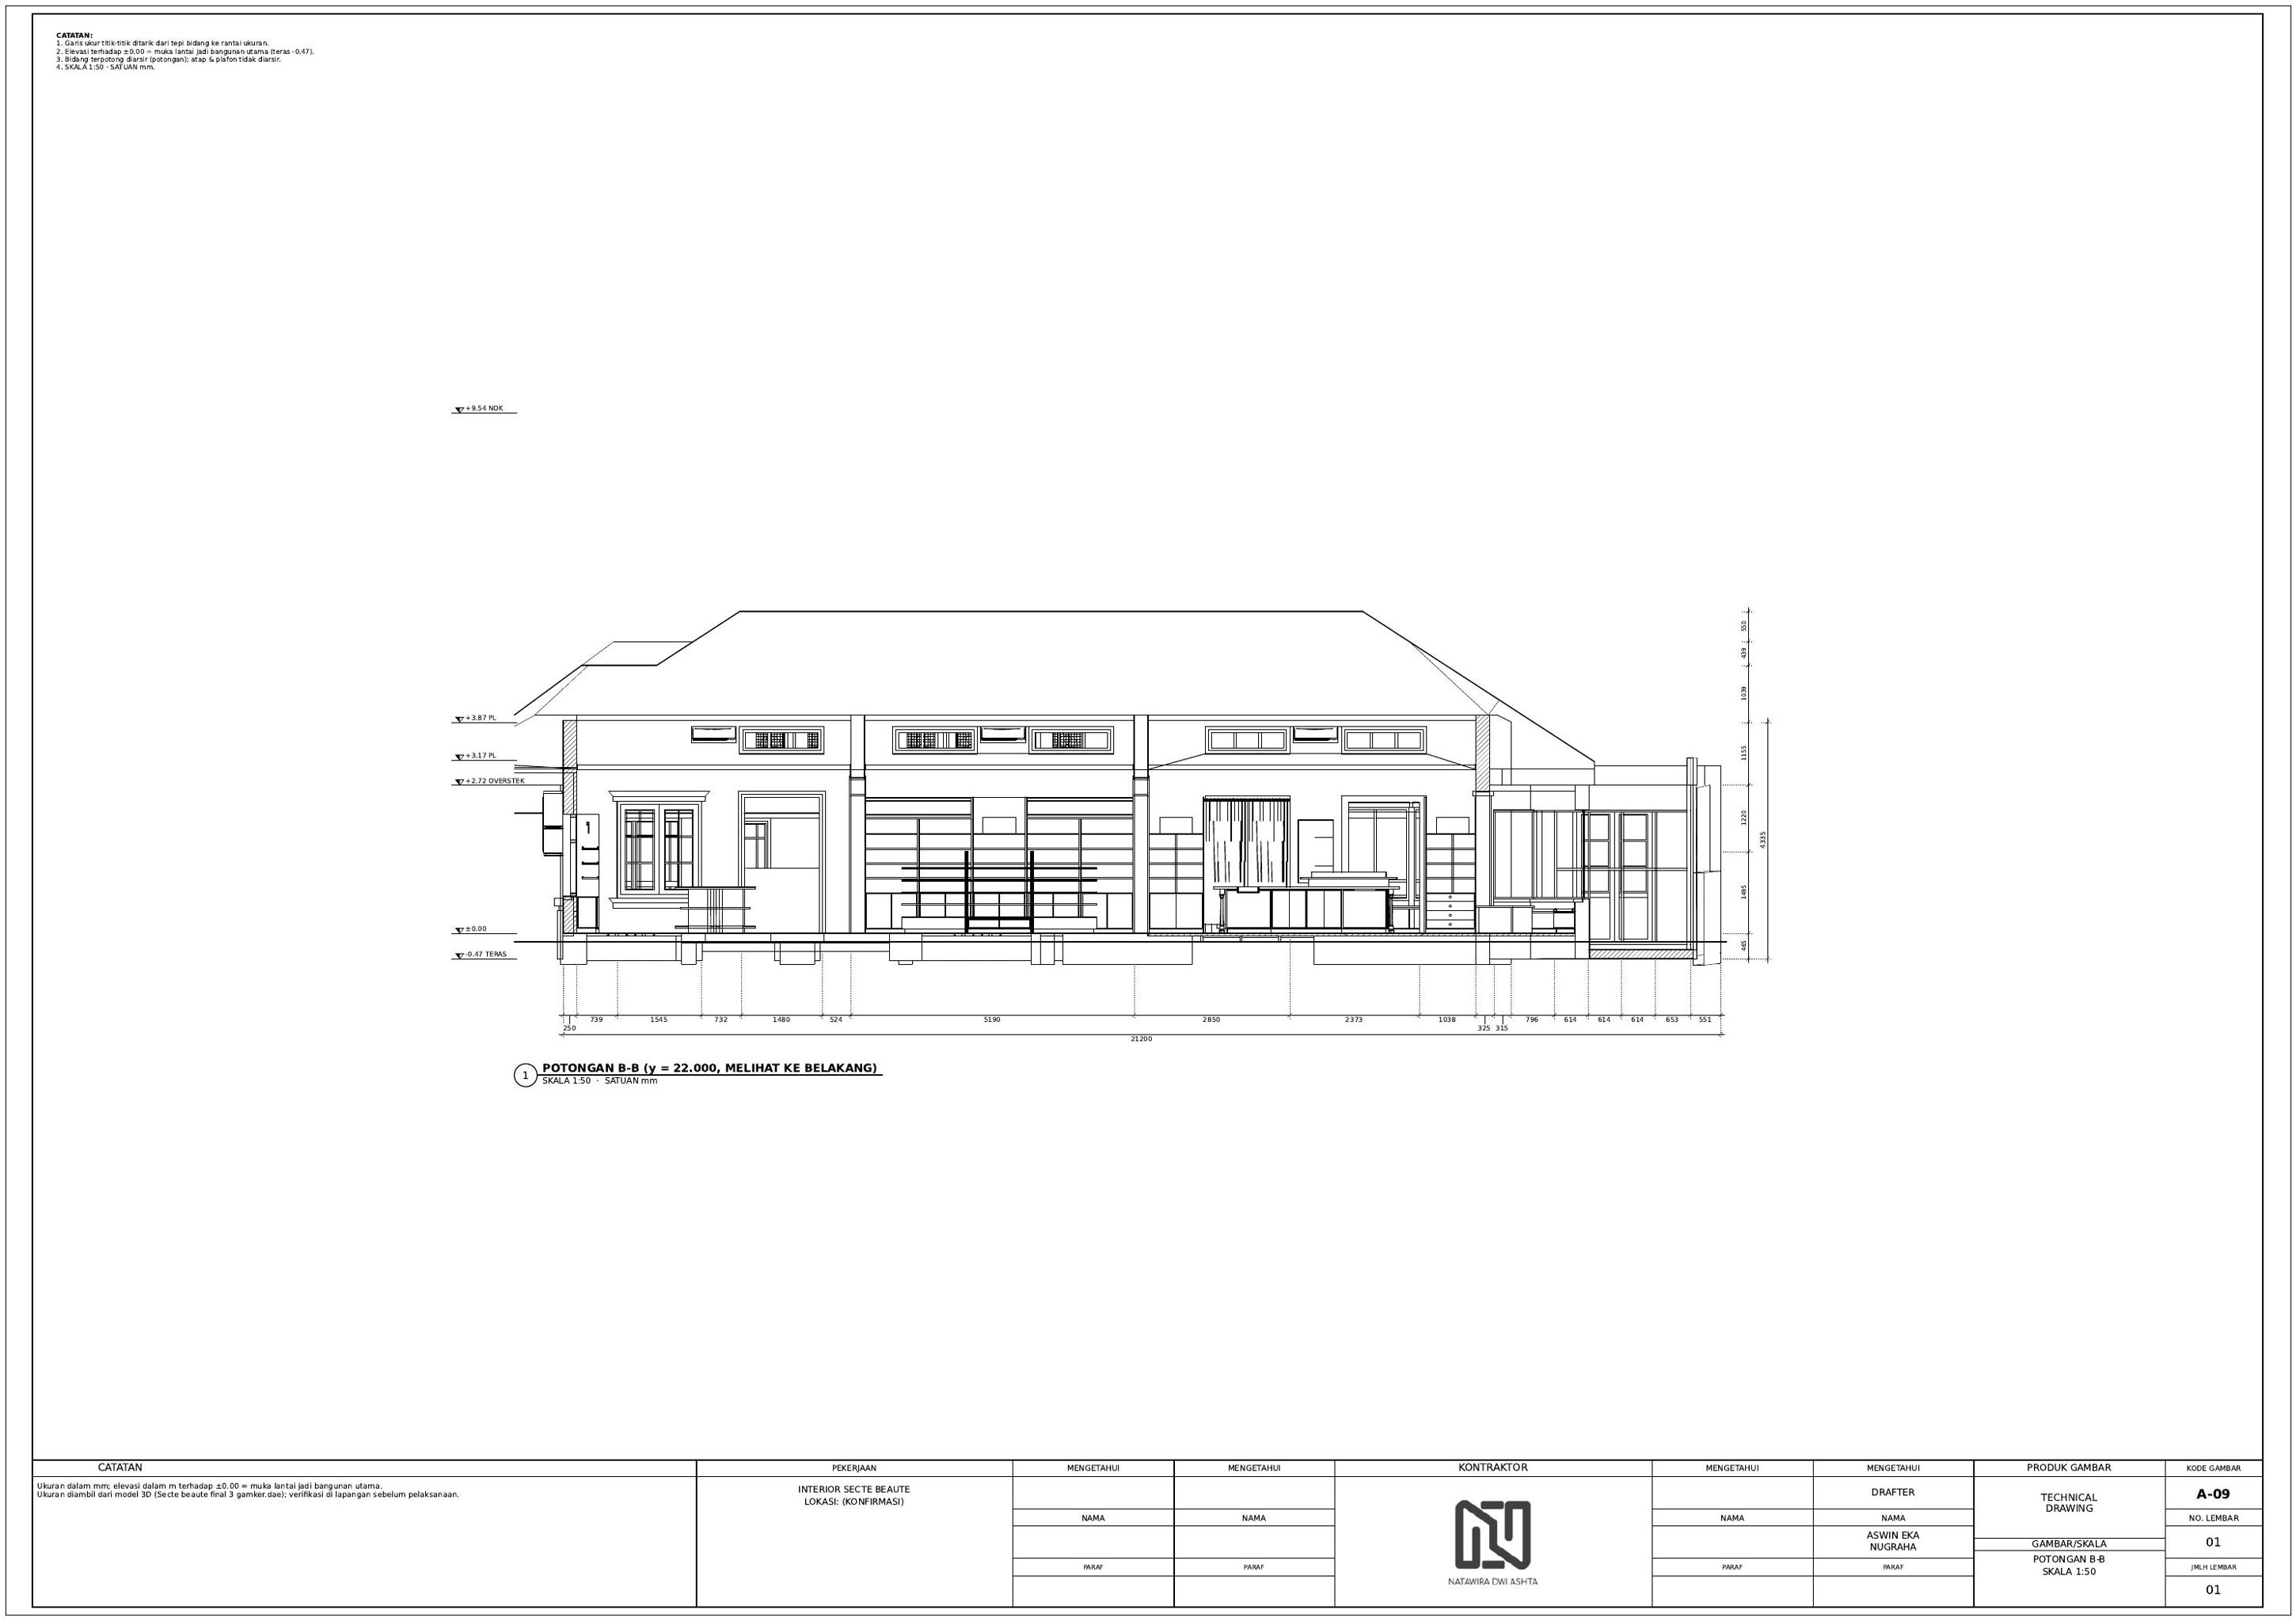 CATATAN:
1. Garis ukur titik-titik ditarik dari tepi bidang ke rantai ukuran.
2. Elevasi terhadap ±0.00 = muka lantai jadi bangunan utama (teras -0.47).
3. Bidang terpotong diarsir (potongan); atap & plafon tidak diarsir.
4. SKALA 1:50 · SATUAN mm.
+9.54 NOK
+3.87 PL
+3.17 PL
+2.72 OVERSTEK
±0.00
-0.47 TERAS
550
439
1039
1155
1220
1495
465
4335
250
739
1545
732
1480
524
5190
2850
2373
1038
325
315
796
614
614
614
653
551
21200
1
POTONGAN B-B (y = 22.000, MELIHAT KE BELAKANG)
SKALA 1:50 · SATUAN mm
CATATAN
Ukuran dalam mm; elevasi dalam m terhadap ±0.00 = muka lantai jadi bangunan utama.
Ukuran diambil dari model 3D (Secte beaute final 3 gamker.dae); verifikasi di lapangan sebelum pelaksanaan.
PEKERJAAN
INTERIOR SECTE BEAUTE
LOKASI: (KONFIRMASI)
MENGETAHUI
NAMA
PARAF
MENGETAHUI
NAMA
PARAF
KONTRAKTOR
NATAWIRA DWI ASHTA
MENGETAHUI
NAMA
PARAF
MENGETAHUI
DRAFTER
NAMA
ASWIN EKA
NUGRAHA
PARAF
PRODUK GAMBAR
TECHNICAL
DRAWING
GAMBAR/SKALA
POTONGAN B-B
SKALA 1:50
KODE GAMBAR
A-09
NO. LEMBAR
01
JMLH LEMBAR
01